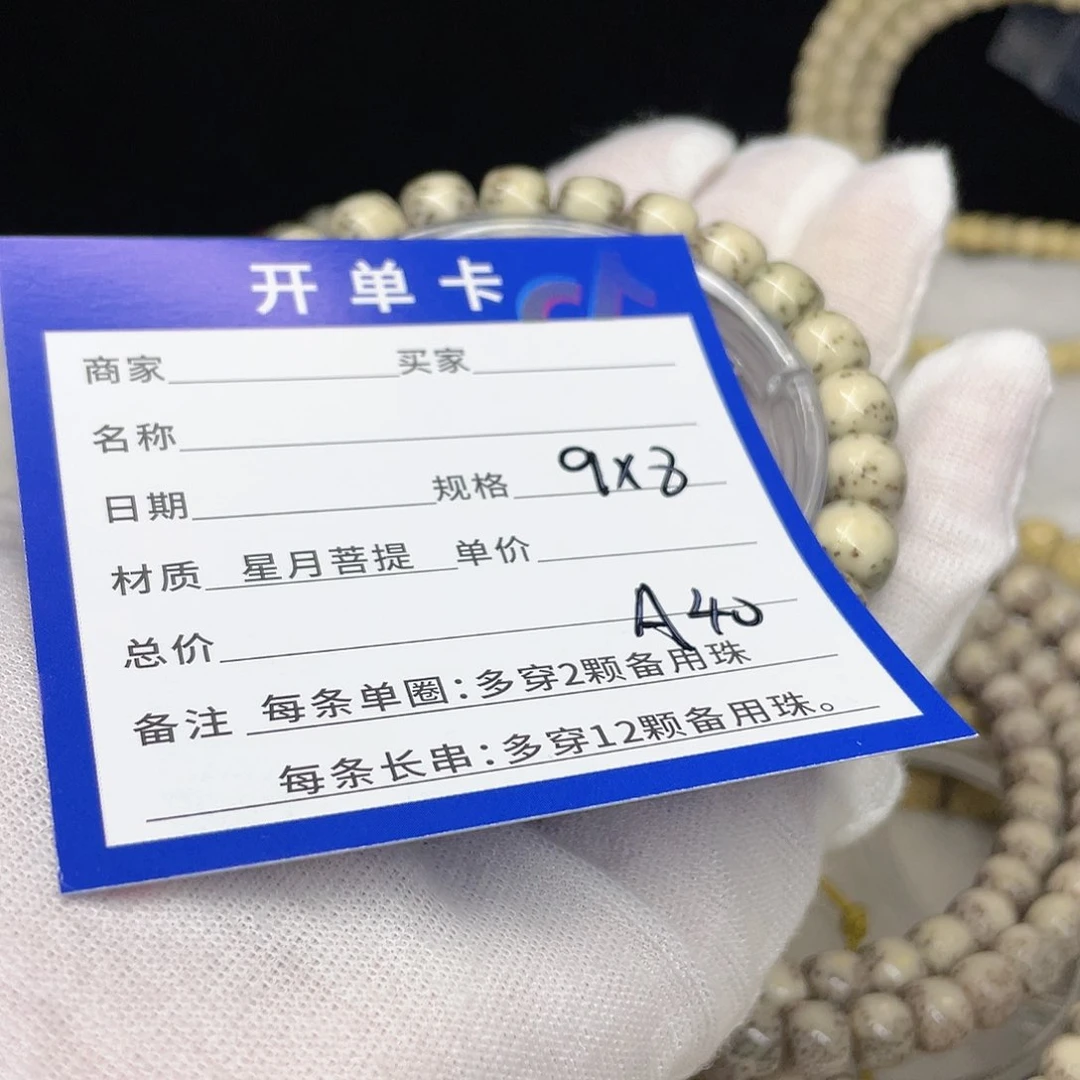 开单卡
商家 买家
名称
日期 规格 9x8
材质 星月菩提 单价
总价 A40
备注 每条单圈:多穿2颗备用珠
每条长串:多穿12颗备用珠。